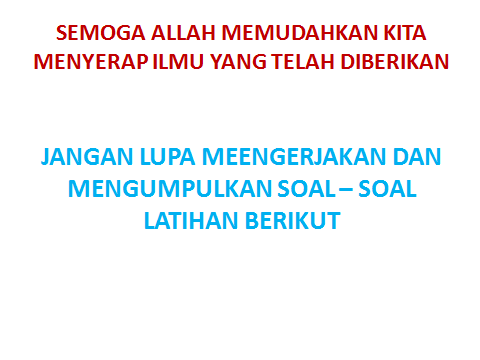 SEMOGA ALLAH MEMUDAHKAN KITA
MENYERAP ILMU YANG TELAH DIBERIKAN
JANGAN LUPA MEENGERJAKAN DAN
MENGUMPULKAN SOAL – SOAL
LATIHAN BERIKUT